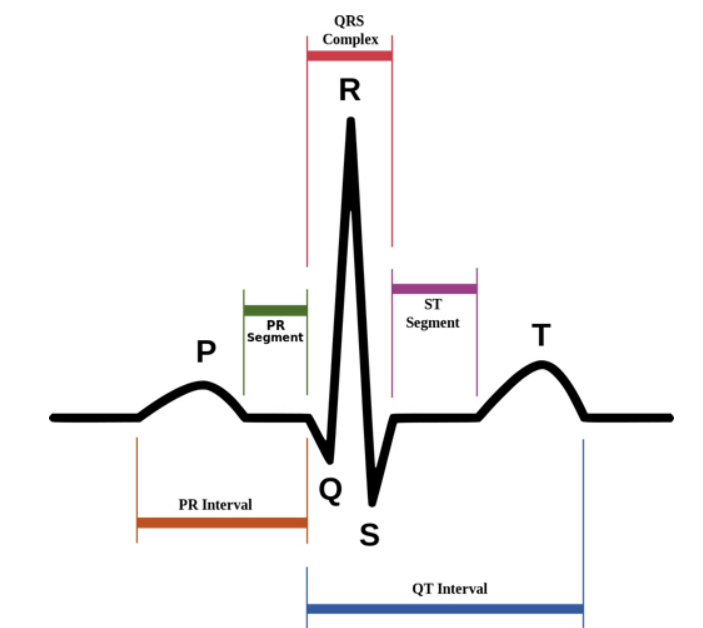 QRS
Complex
R
PR
Segment
ST
Segment
P
T
Q
S
PR Interval
QT Interval